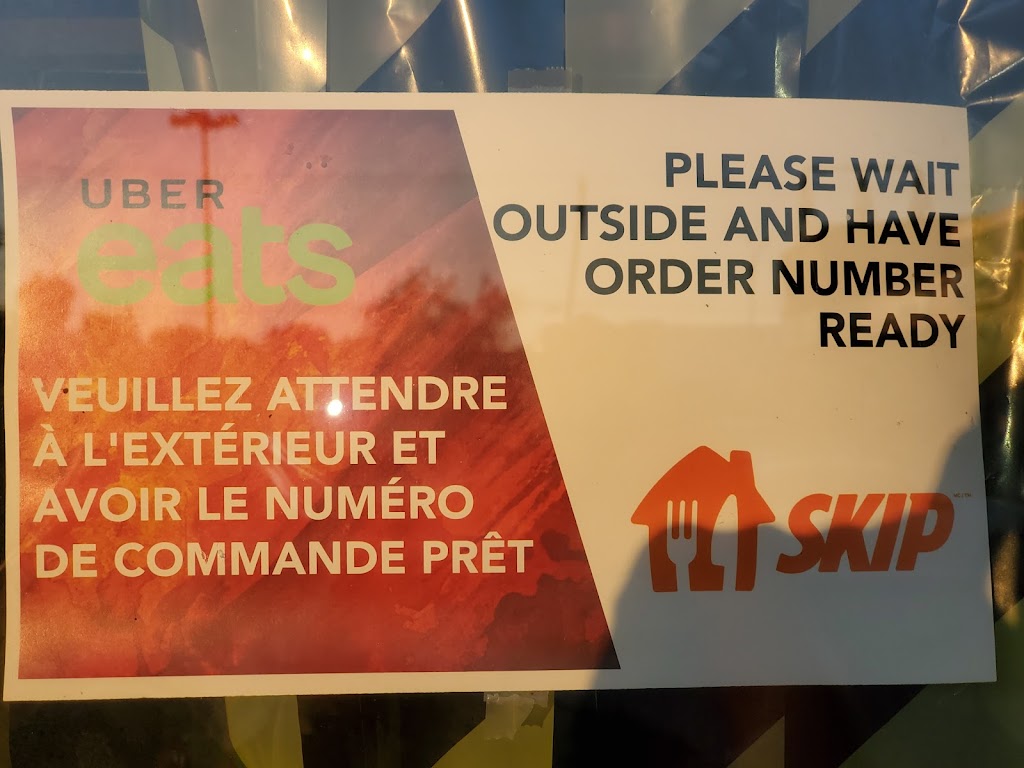 UBER
eats
VEUILLEZ ATTENDRE
À L'EXTÉRIEUR ET
AVOIR LE NUMÉRO
DE COMMANDE PRÊT
PLEASE WAIT
OUTSIDE AND HAVE
ORDER NUMBER
READY
SKIP